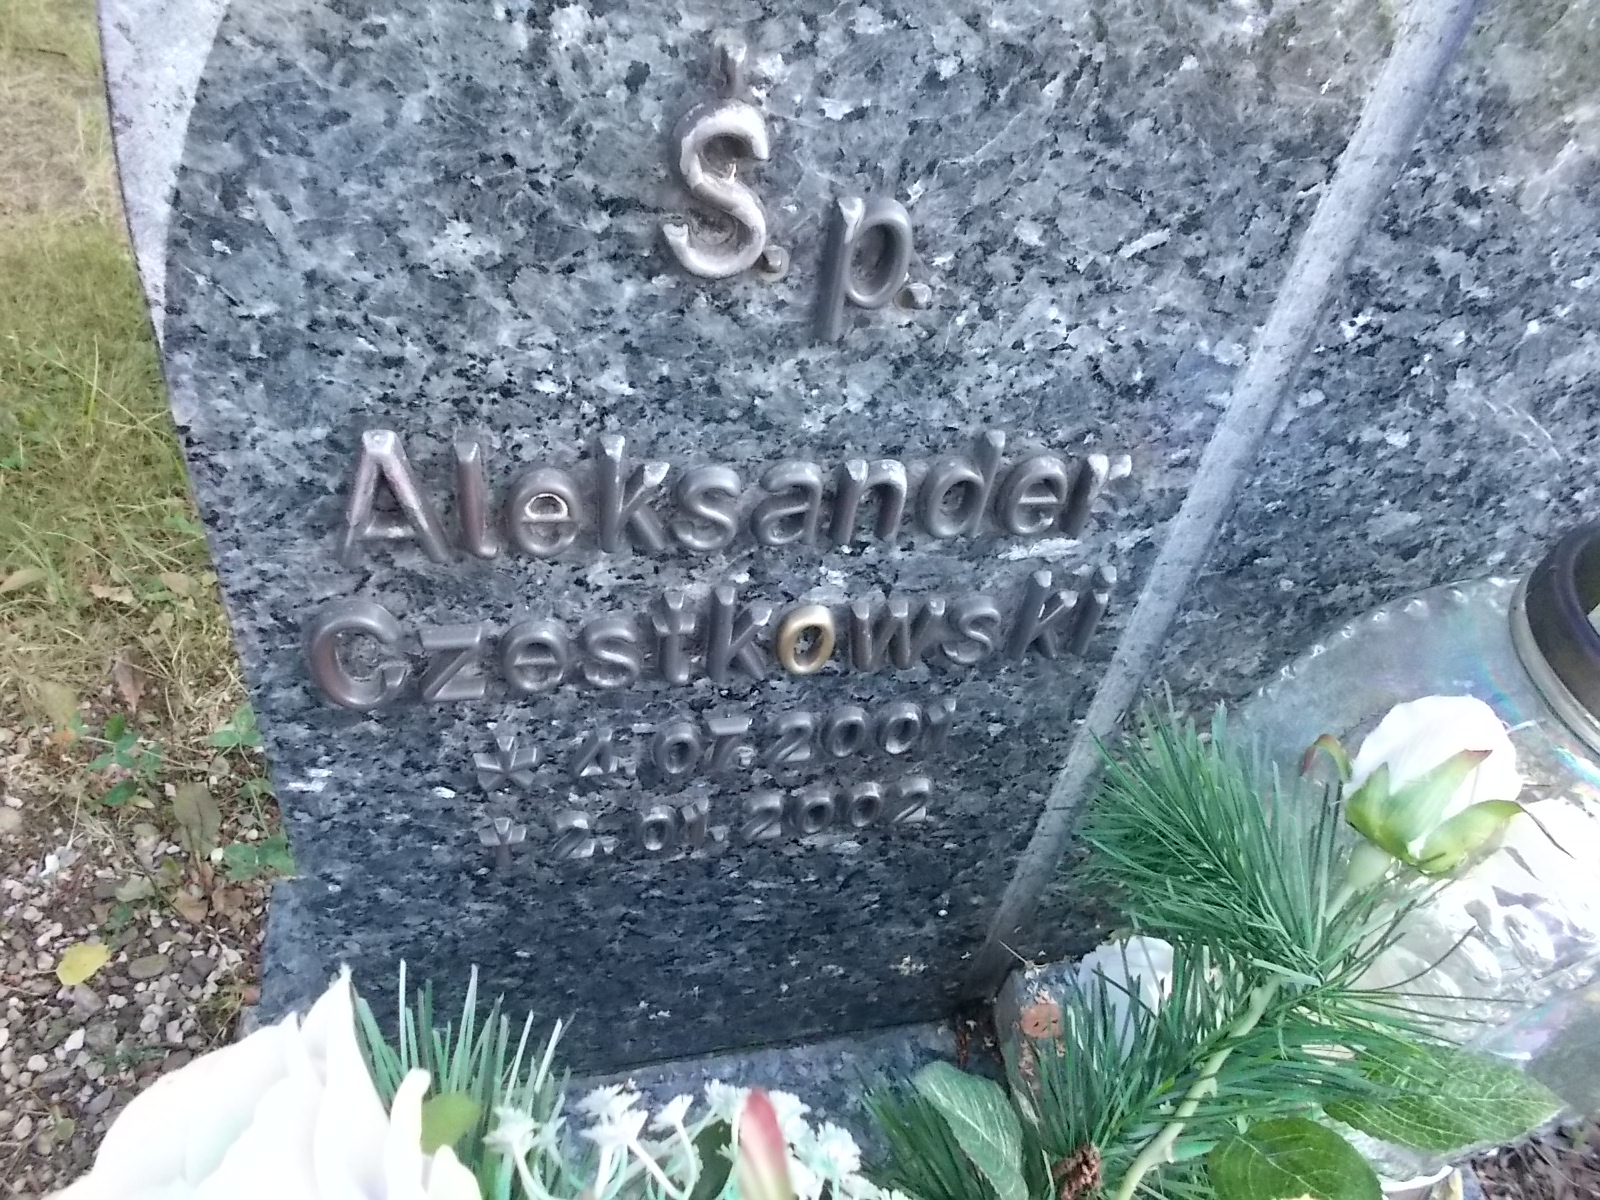 Ś. p.
Aleksander
Czestkowski
* 4. 07. 2001
† 2. 01. 2002